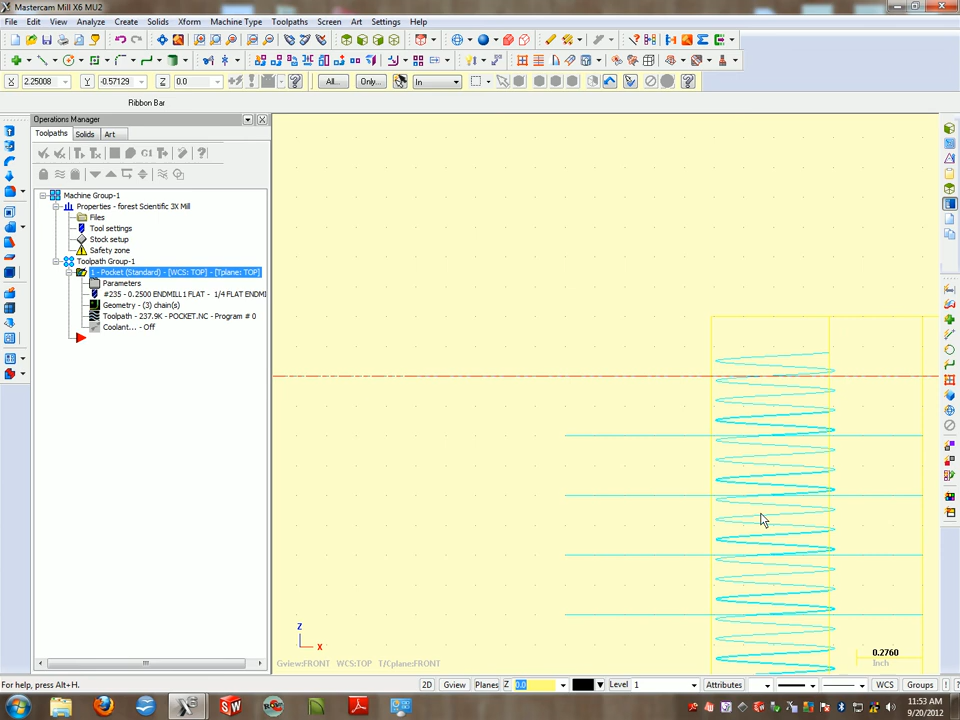 Mastercam Mill X6 MU2
File Edit View Analyze Create Solids Xform Machine Type Toolpaths Screen Art Settings Help
X 2.25008 Y -0.57129 Z 0.0 All... Only... In
Ribbon Bar
Operations Manager
Toolpaths Solids Art
G1
Machine Group-1
Properties - forest Scientific 3X Mill
Files
Tool settings
Stock setup
Safety zone
Toolpath Group-1
1 - Pocket (Standard) - [WCS: TOP] - [Tplane: TOP]
Parameters
#235 - 0.2500 ENDMILL1 FLAT - 1/4 FLAT ENDMI
Geometry - (3) chain(s)
Toolpath - 237.9K - POCKET.NC - Program # 0
Coolant... - Off
Z
X
0.2760
Inch
Gview:FRONT WCS:TOP T/Cplane:FRONT
For help, press Alt+H.
2D Gview Planes Z 0.0 Level 1 Attributes WCS Groups ! ?
11:53 AM
9/20/2012